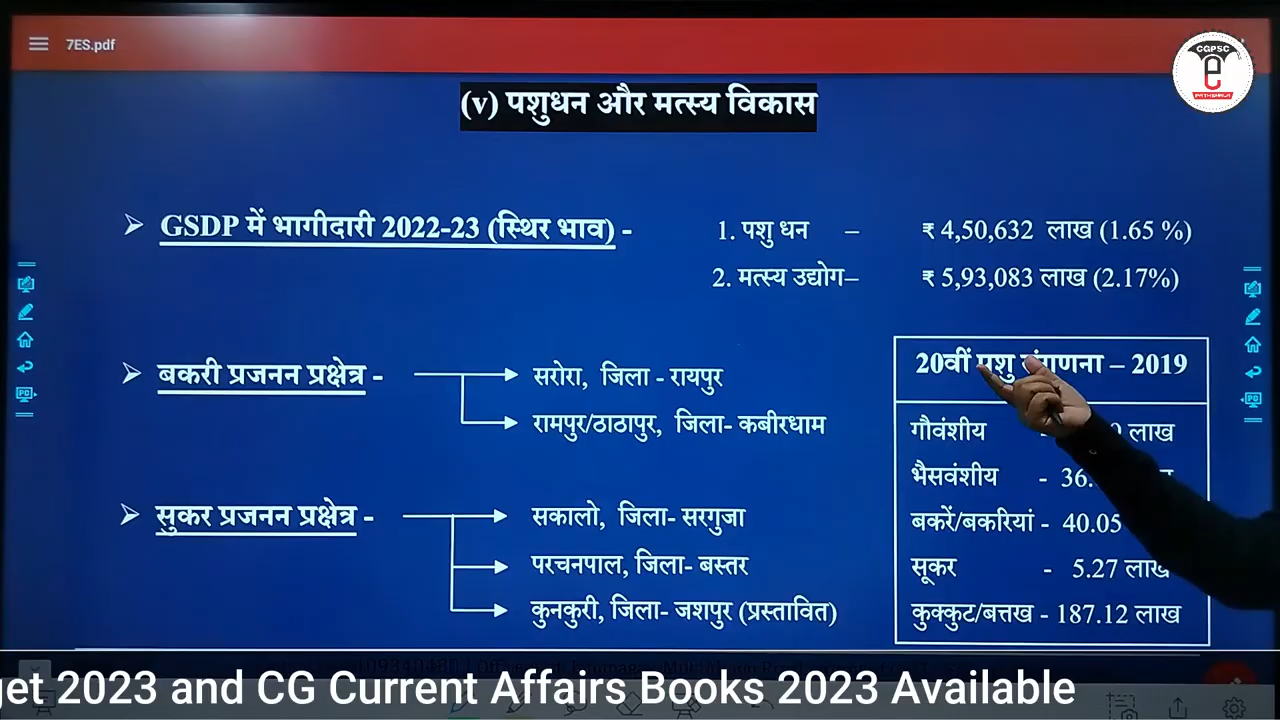 7ES.pdf
CGPSC
(v) पशुधन और मत्स्य विकास
GSDP में भागीदारी 2022-23 (स्थिर भाव) -
1. पशु धन – ₹ 4,50,632 लाख (1.65 %)
2. मत्स्य उद्योग– ₹ 5,93,083 लाख (2.17%)
बकरी प्रजनन प्रक्षेत्र -
सरोरा, जिला - रायपुर
रामपुर/ठाठापुर, जिला- कबीरधाम
सुकर प्रजनन प्रक्षेत्र -
सकालो, जिला- सरगुजा
परचनपाल, जिला- बस्तर
कुनकुरी, जिला- जशपुर (प्रस्तावित)
20वीं पशु – 2019
गौवंशीय - लाख
भैसवंशीय - 36.
बकरें/बकरियां - 40.05
सूकर - 5.27 लाख
कुक्कुट/बत्तख - 187.12 लाख
get 2023 and CG Current Affairs Books 2023 Available